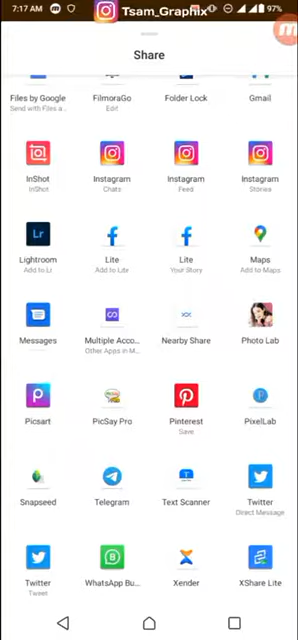 7:17 AM
Tsam_Graphix
97%
Share
Files by Google
Send with Files a...
FilmoraGo
Edit
Folder Lock
Gmail
InShot
InShot
Instagram
Chats
Instagram
Feed
Instagram
Stories
Lr
Lightroom
Add to Lr
Lite
Add to Lite
Lite
Your Story
Maps
Add to Maps
Messages
Multiple Acco...
Other Apps in M...
Nearby Share
Photo Lab
Picsart
PicSay Pro
Pinterest
Save
PixelLab
Snapseed
Telegram
Text Scanner
Twitter
Direct Message
Twitter
Tweet
WhatsApp Bu...
Xender
XShare Lite